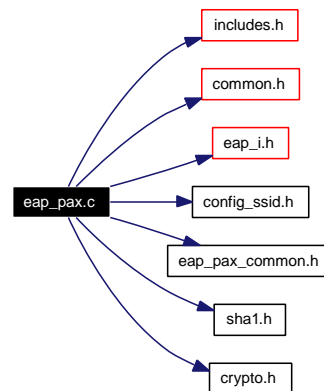 includes.h
common.h
eap_i.h
eap_pax.c
config_ssid.h
eap_pax_common.h
sha1.h
crypto.h